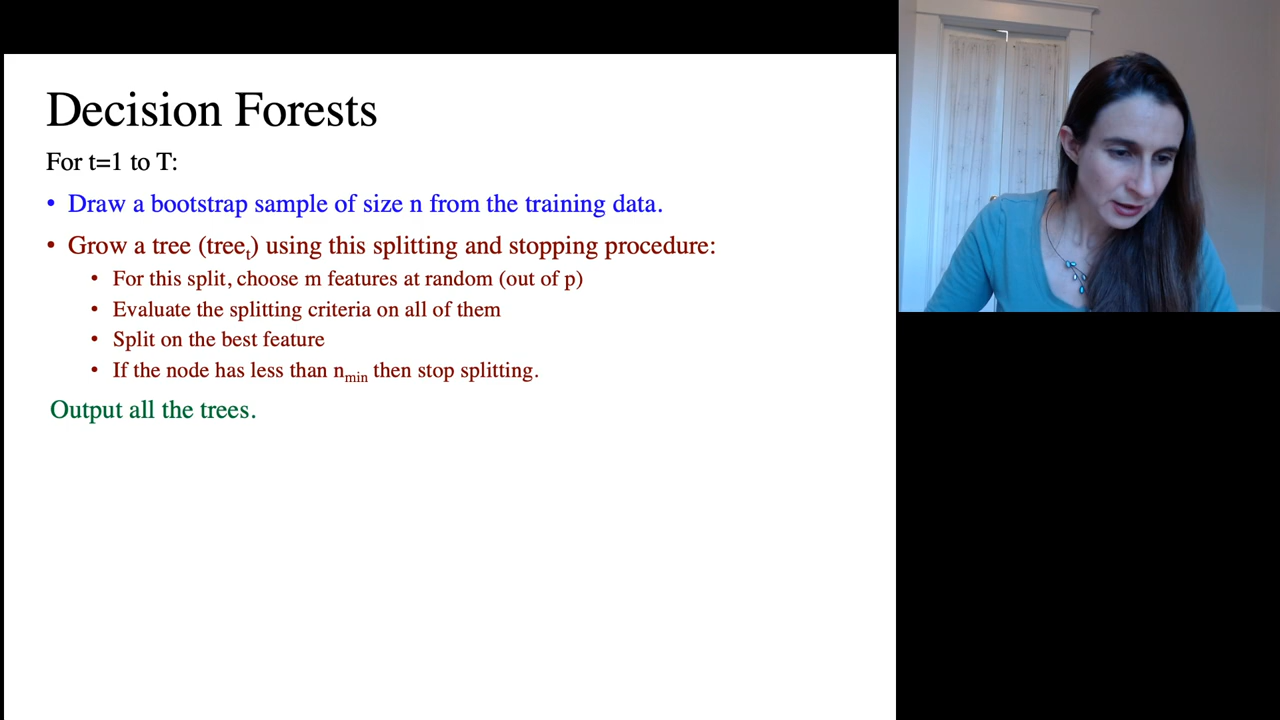 Decision Forests
For t=1 to T:
• Draw a bootstrap sample of size n from the training data.
• Grow a tree (treet) using this splitting and stopping procedure:
• For this split, choose m features at random (out of p)
• Evaluate the splitting criteria on all of them
• Split on the best feature
• If the node has less than nmin then stop splitting.
Output all the trees.